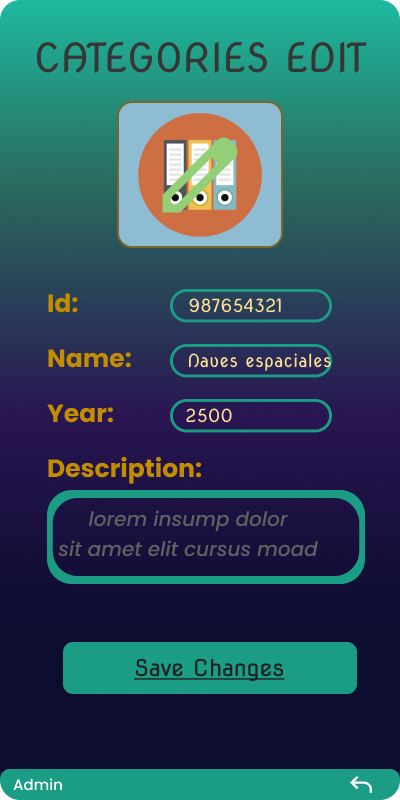 CATEGORIES EDIT
Id: 987654321
Name: Naves espaciales
Year: 2500
Description:
lorem insump dolor
sit amet elit cursus moad
Save Changes
Admin